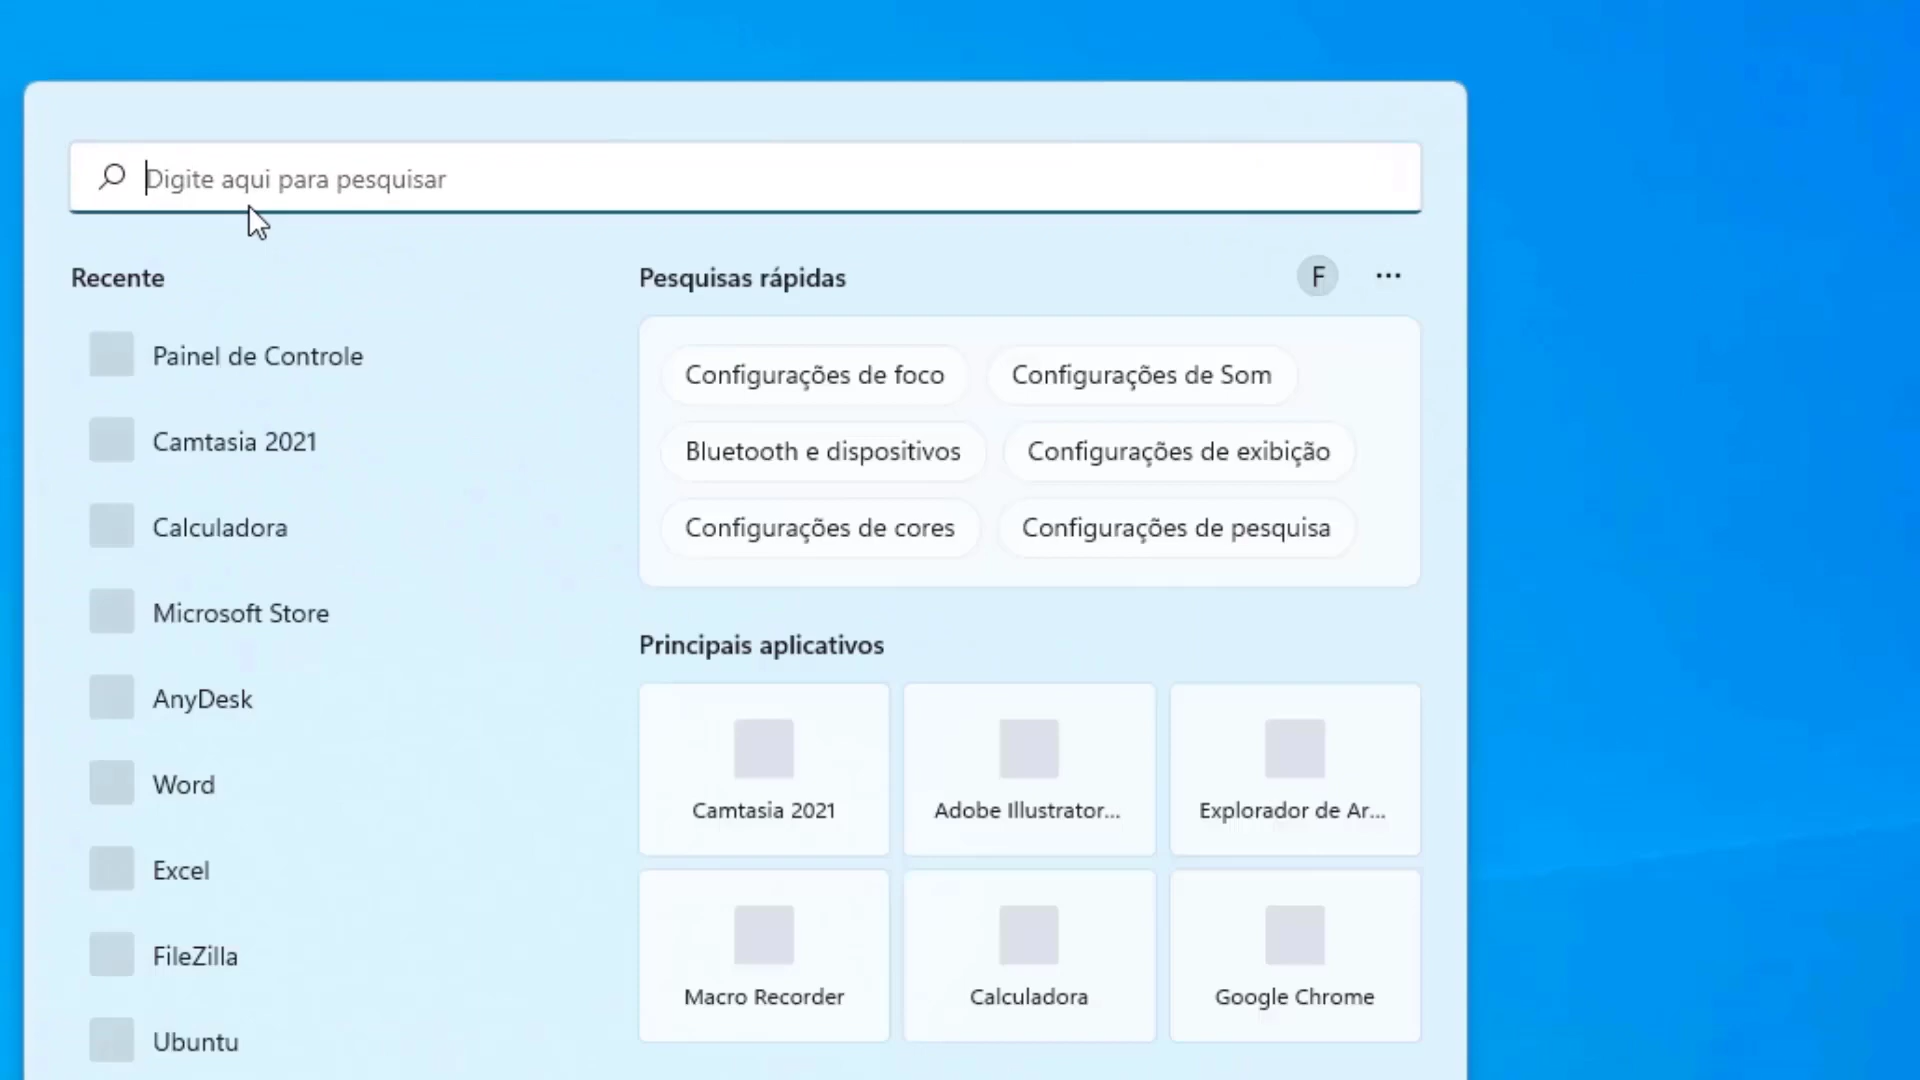 Digite aqui para pesquisar
Recente
Painel de Controle
Camtasia 2021
Calculadora
Microsoft Store
AnyDesk
Word
Excel
FileZilla
Ubuntu
Pesquisas rápidas
F
...
Configurações de foco
Configurações de Som
Bluetooth e dispositivos
Configurações de exibição
Configurações de cores
Configurações de pesquisa
Principais aplicativos
Camtasia 2021
Adobe Illustrator...
Explorador de Ar...
Macro Recorder
Calculadora
Google Chrome